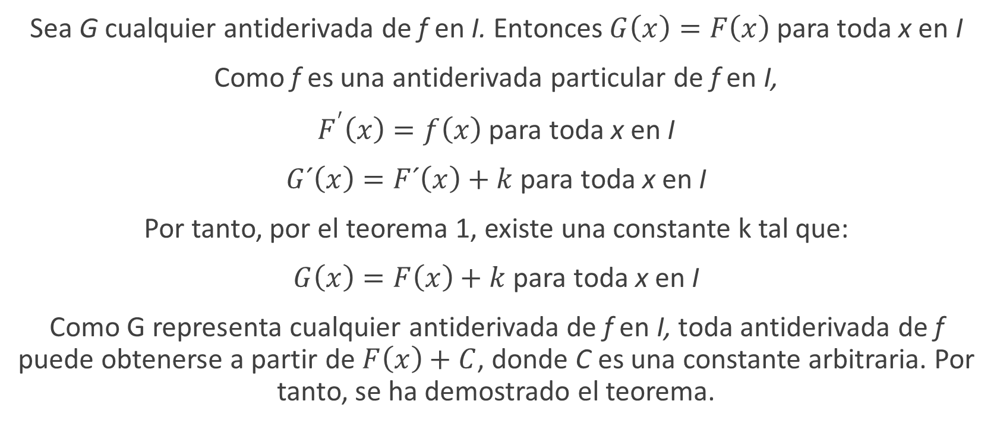 Sea G cualquier antiderivada de f en I. Entonces G(x) = F(x) para toda x en I
Como f es una antiderivada particular de f en I,
F′(x) = f(x) para toda x en I
G´(x) = F´(x) + k para toda x en I
Por tanto, por el teorema 1, existe una constante k tal que:
G(x) = F(x) + k para toda x en I
Como G representa cualquier antiderivada de f en I, toda antiderivada de f
puede obtenerse a partir de F(x) + C, donde C es una constante arbitraria. Por
tanto, se ha demostrado el teorema.